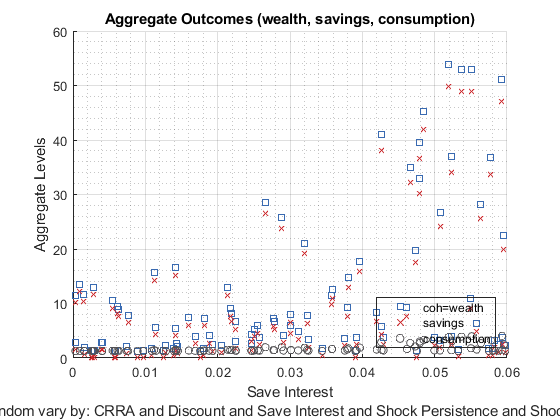 Aggregate Outcomes (wealth, savings, consumption)
60
50
40
30
20
10
0
Aggregate Levels
coh=wealth
savings
consumption
0 0.01 0.02 0.03 0.04 0.05 0.06
Save Interest
ndom vary by: CRRA and Discount and Save Interest and Shock Persistence and Sho